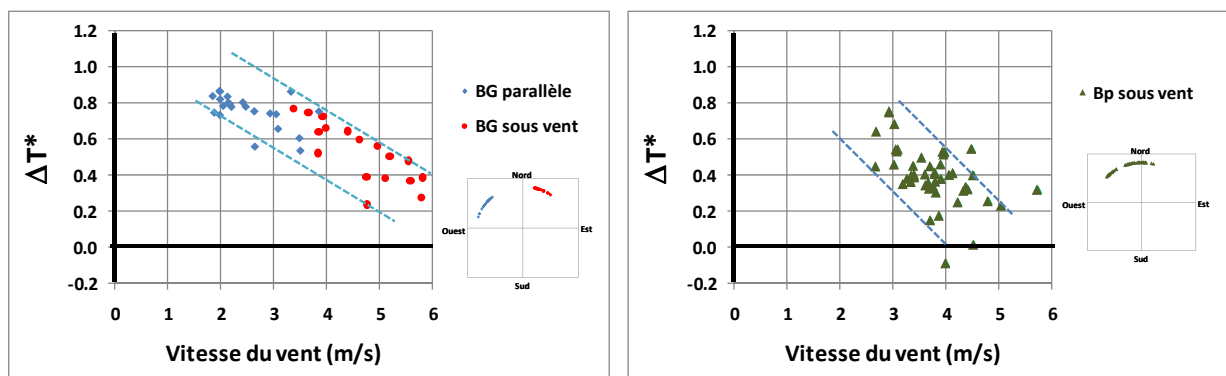 1.2
1.0
0.8
0.6
0.4
0.2
0.0
-0.2
ΔT*
0 1 2 3 4 5 6
Vitesse du vent (m/s)
BG parallèle
BG sous vent
Nord
Ouest
Est
Sud
1.2
1.0
0.8
0.6
0.4
0.2
0.0
-0.2
ΔT*
0 1 2 3 4 5 6
Vitesse du vent (m/s)
Bp sous vent
Nord
Ouest
Est
Sud